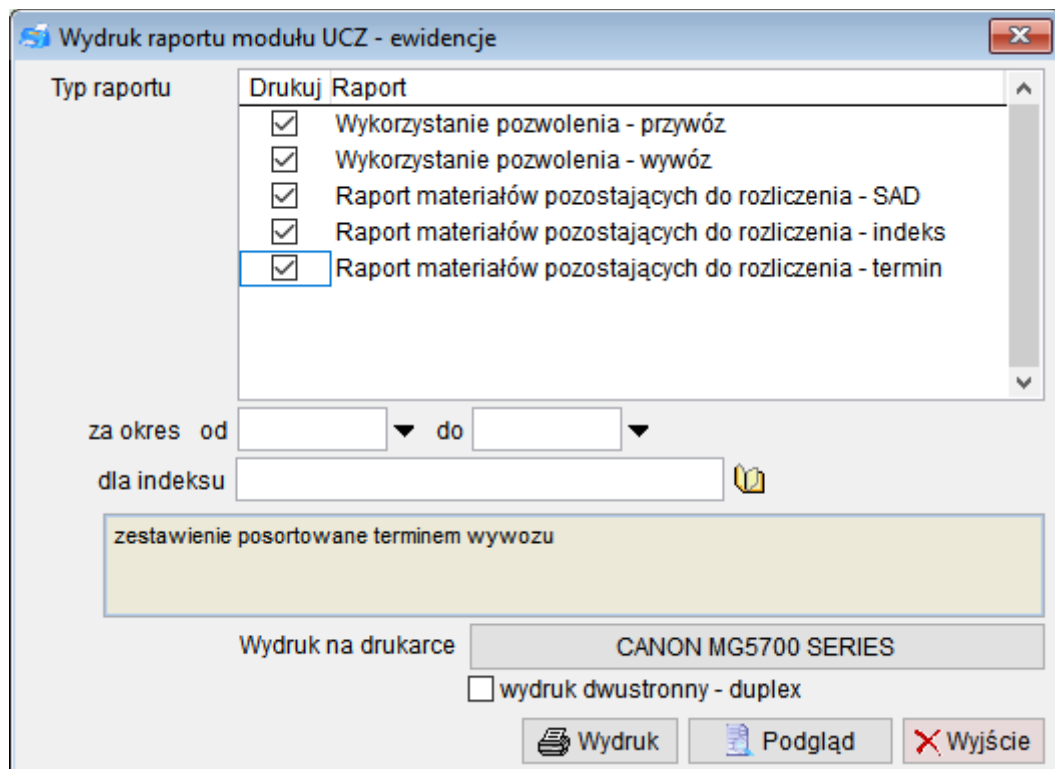 Wydruk raportu modułu UCZ - ewidencje
Typ raportu
Drukuj Raport
Wykorzystanie pozwolenia - przywóz
Wykorzystanie pozwolenia - wywóz
Raport materiałów pozostających do rozliczenia - SAD
Raport materiałów pozostających do rozliczenia - indeks
Raport materiałów pozostających do rozliczenia - termin
za okres od do
dla indeksu
zestawienie posortowane terminem wywozu
Wydruk na drukarce CANON MG5700 SERIES
wydruk dwustronny - duplex
Wydruk Podgląd Wyjście